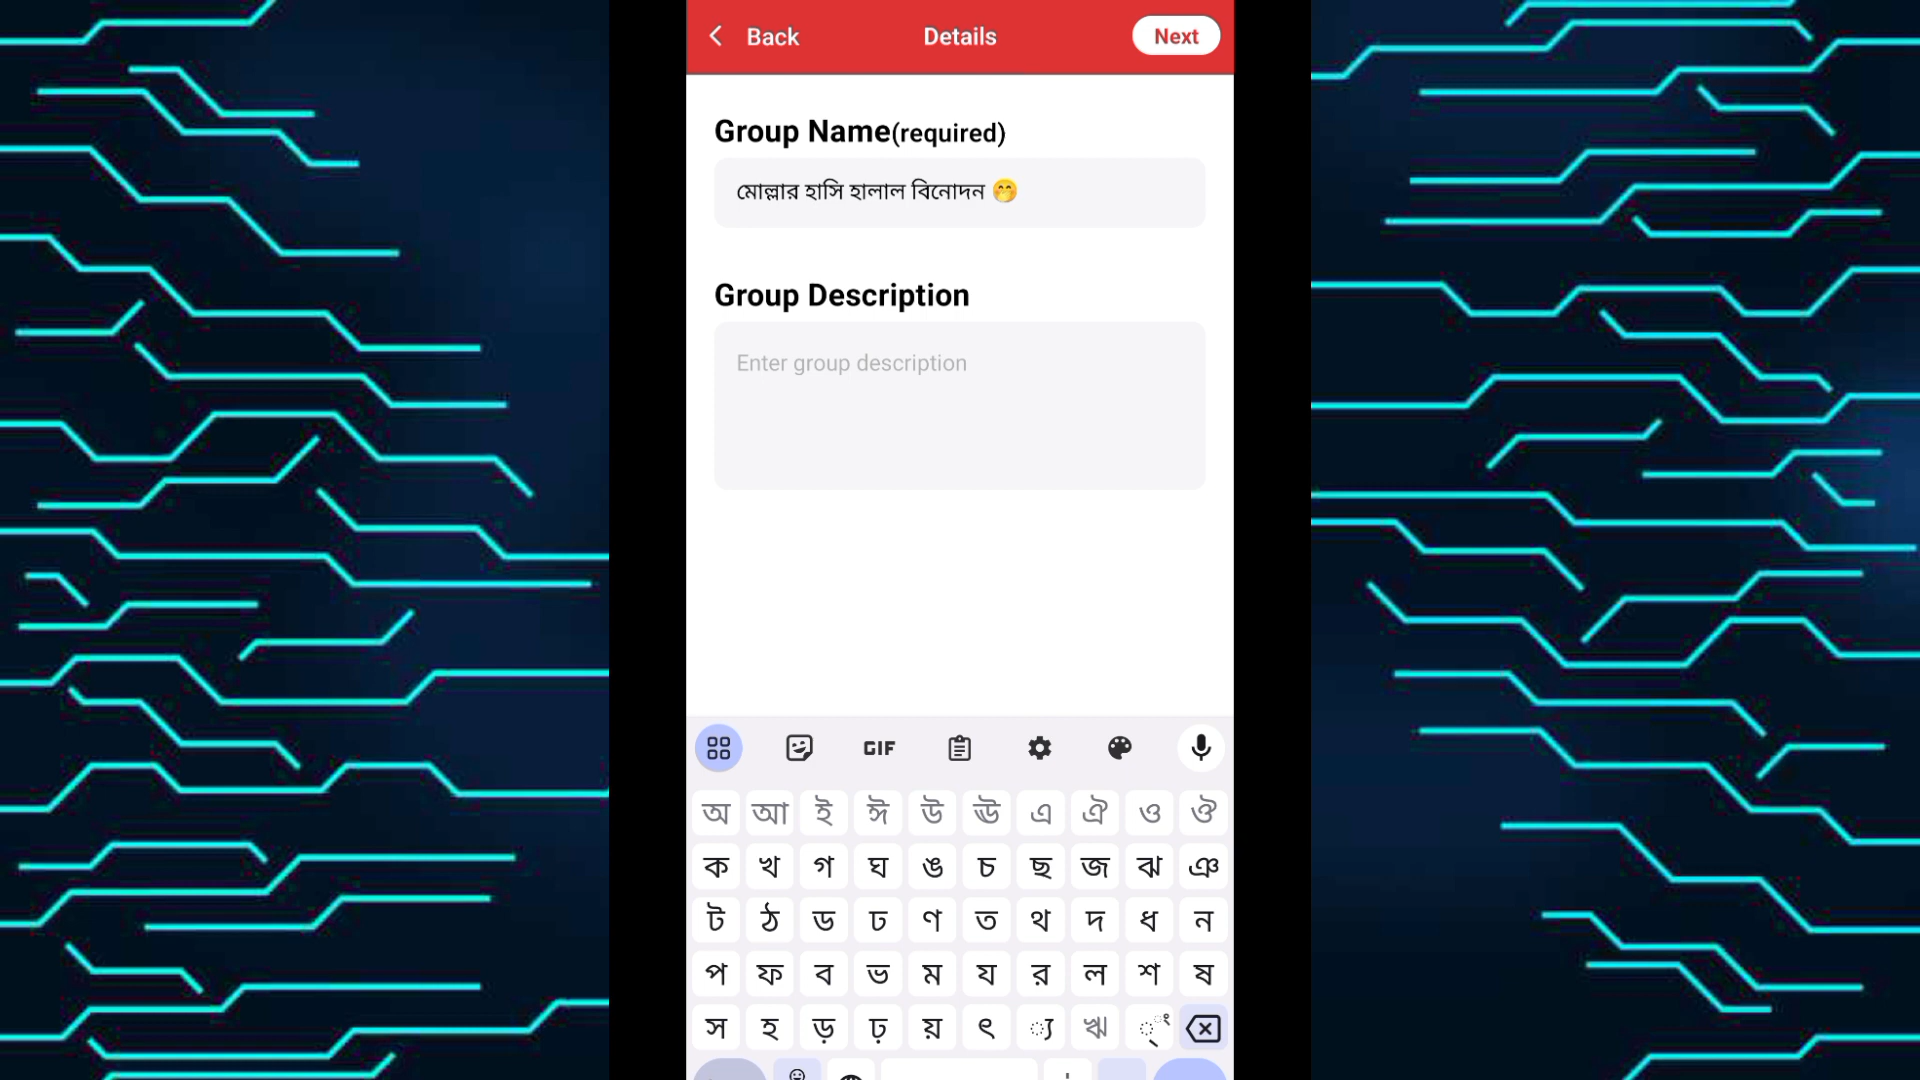 Back Details Next
Group Name(required)
মোল্লার হাসি হালাল বিনোদন 🤭
Group Description
Enter group description
GIF
অ আ ই ঈ উ ঊ এ ঐ ও ঔ
ক খ গ ঘ ঙ চ ছ জ ঝ ঞ
ট ঠ ড ঢ ণ ত থ দ ধ ন
প ফ ব ভ ম য র ল শ ষ
স হ ড় ঢ় য় ৎ ্য ঋ ্ ং